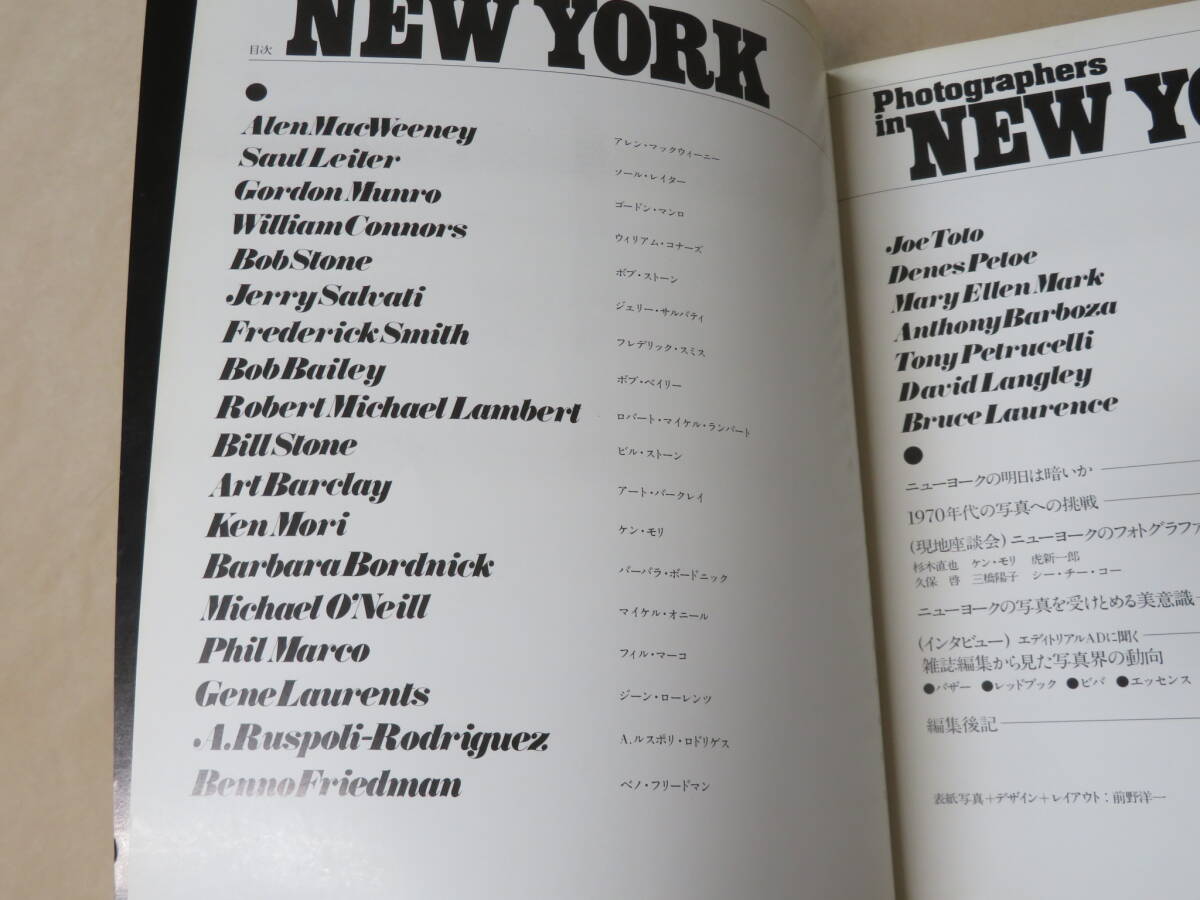 目次
NEW YORK
●
Alen MacWeeney アレン・マックウィーニー
Saul Leiter ソール・レイター
Gordon Munro ゴードン・マンロ
William Connors ウィリアム・コナーズ
Bob Stone ボブ・ストーン
Jerry Salvati ジェリー・サルバティ
Frederick Smith フレデリック・スミス
Bob Bailey ボブ・ベイリー
Robert Michael Lambert ロバート・マイケル・ランバート
Bill Stone ビル・ストーン
Art Barclay アート・バークレイ
Ken Mori ケン・モリ
Barbara Bordnick バーバラ・ボードニック
Michael O'Neill マイケル・オニール
Phil Marco フィル・マーコ
Gene Laurents ジーン・ローレンツ
A.Ruspoli-Rodriguez A.ルスポリ・ロドリゲス
Benno Friedman ベノ・フリードマン
Photographers
in NEW YO
Joe Toto
Denes Petoe
Mary Ellen Mark
Anthony Barboza
Tony Petrucelli
David Langley
Bruce Laurence
●
ニューヨークの明日は暗いか
1970年代の写真への挑戦
(現地座談会) ニューヨークのフォトグラファ
杉木直也 ケン・モリ 虎新一郎
久保 啓 三橋陽子 シー・チー・コー
ニューヨークの写真を受けとめる美意識
(インタビュー) エディトリアルADに聞く
雑誌編集から見た写真界の動向
●バザー ●レッドブック ●ビバ ●エッセンス
編集後記
表紙写真+デザイン+レイアウト:前野洋一